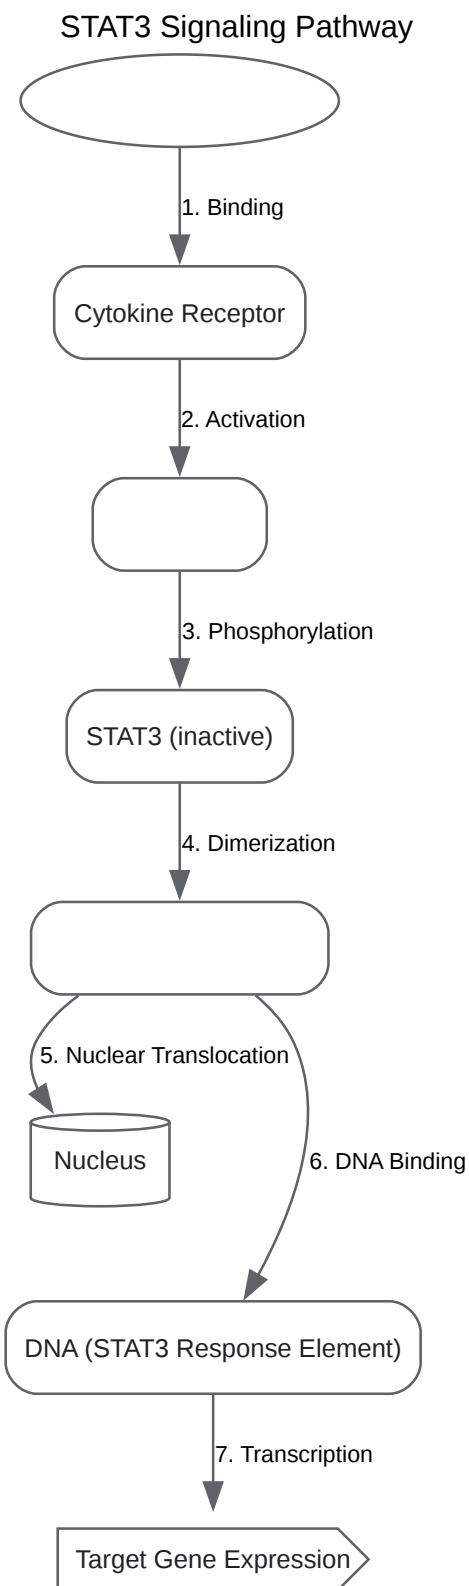 STAT3 Signaling Pathway
1. Binding
Cytokine Receptor
2. Activation
3. Phosphorylation
STAT3 (inactive)
4. Dimerization
5. Nuclear Translocation
Nucleus
6. DNA Binding
DNA (STAT3 Response Element)
7. Transcription
Target Gene Expression